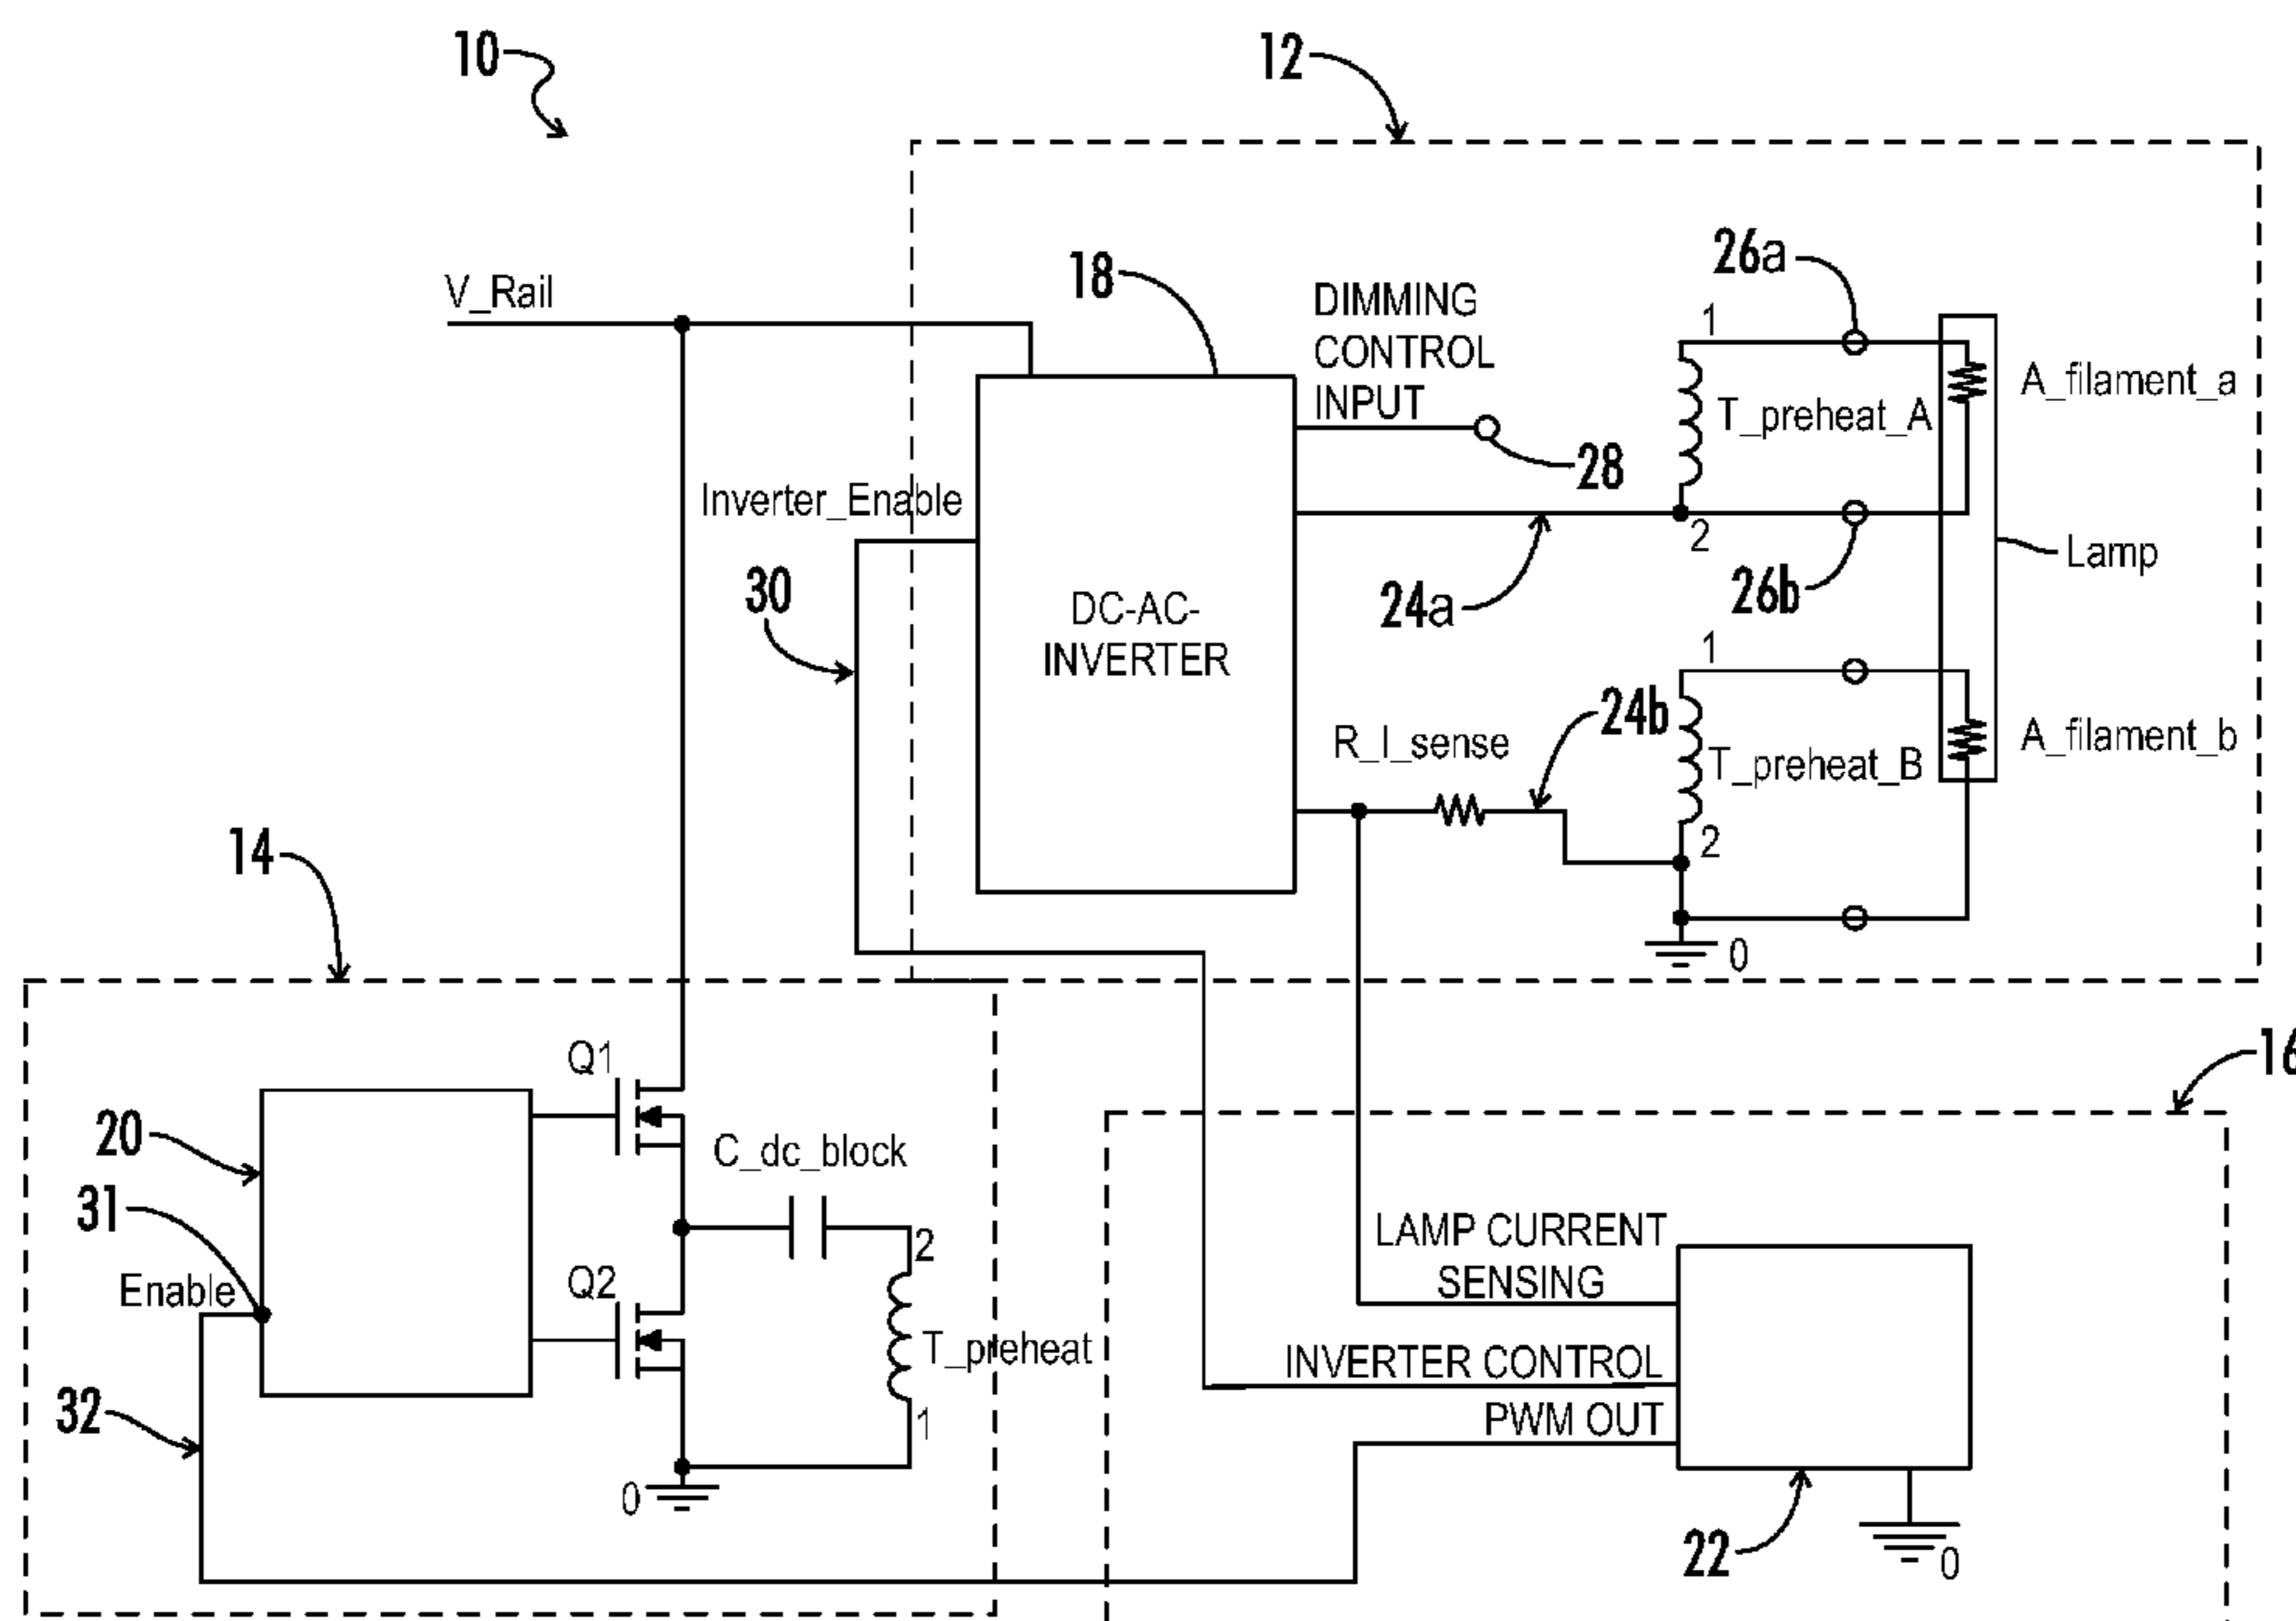 10
12
V_Rail
18
DIMMING
CONTROL
INPUT
28
26a
1
T_preheat_A
A_filament_a
2
26b
Lamp
Inverter_Enable
30
DC-AC-
INVERTER
24a
1
24b
R_I_sense
T_preheat_B
A_filament_b
2
0
14
16
Q1
20
C_dc_block
31
Enable
Q2
2
T_preheat
1
32
0
LAMP CURRENT
SENSING
INVERTER CONTROL
PWM OUT
22
0